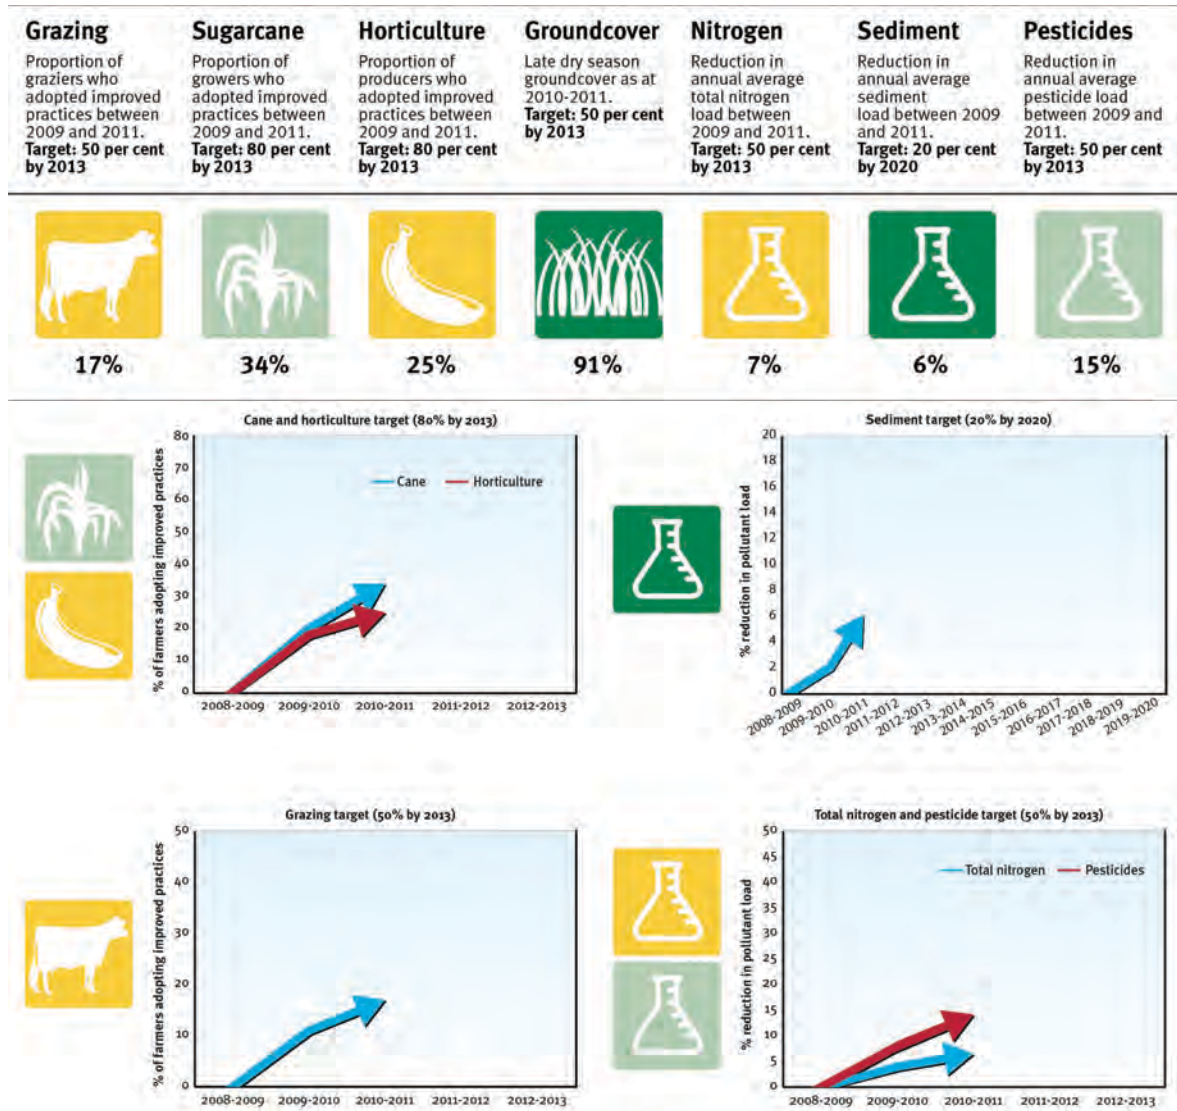 Grazing
Proportion of
graziers who
adopted improved
practices between
2009 and 2011.
Target: 50 per cent
by 2013
Sugarcane
Proportion of
growers who
adopted improved
practices between
2009 and 2011.
Target: 80 per cent
by 2013
Horticulture
Proportion of
producers who
adopted improved
practices between
2009 and 2011.
Target: 80 per cent
by 2013
Groundcover
Late dry season
groundcover as at
2010-2011.
Target: 50 per cent
by 2013
Nitrogen
Reduction in
annual average
total nitrogen
load between
2009 and 2011.
Target: 50 per cent
by 2013
Sediment
Reduction in
annual average
sediment
load between 2009
and 2011.
Target: 20 per cent
by 2020
Pesticides
Reduction in
annual average
pesticide load
between 2009 and
2011.
Target: 50 per cent
by 2013
17%
34%
25%
91%
7%
6%
15%
Cane and horticulture target (80% by 2013)
% of farmers adopting improved practices
80
70
60
50
40
30
20
10
0
Cane
Horticulture
2008-2009
2009-2010
2010-2011
2011-2012
2012-2013
Sediment target (20% by 2020)
% reduction in pollutant load
20
18
16
14
12
10
8
6
4
2
0
2008-2009
2009-2010
2010-2011
2011-2012
2012-2013
2013-2014
2014-2015
2015-2016
2016-2017
2017-2018
2018-2019
2019-2020
Grazing target (50% by 2013)
% of farmers adopting improved practices
50
40
30
20
10
0
2008-2009
2009-2010
2010-2011
2011-2012
2012-2013
Total nitrogen and pesticide target (50% by 2013)
% reduction in pollutant load
50
45
40
35
30
25
20
15
10
5
0
Total nitrogen
Pesticides
2008-2009
2009-2010
2010-2011
2011-2012
2012-2013